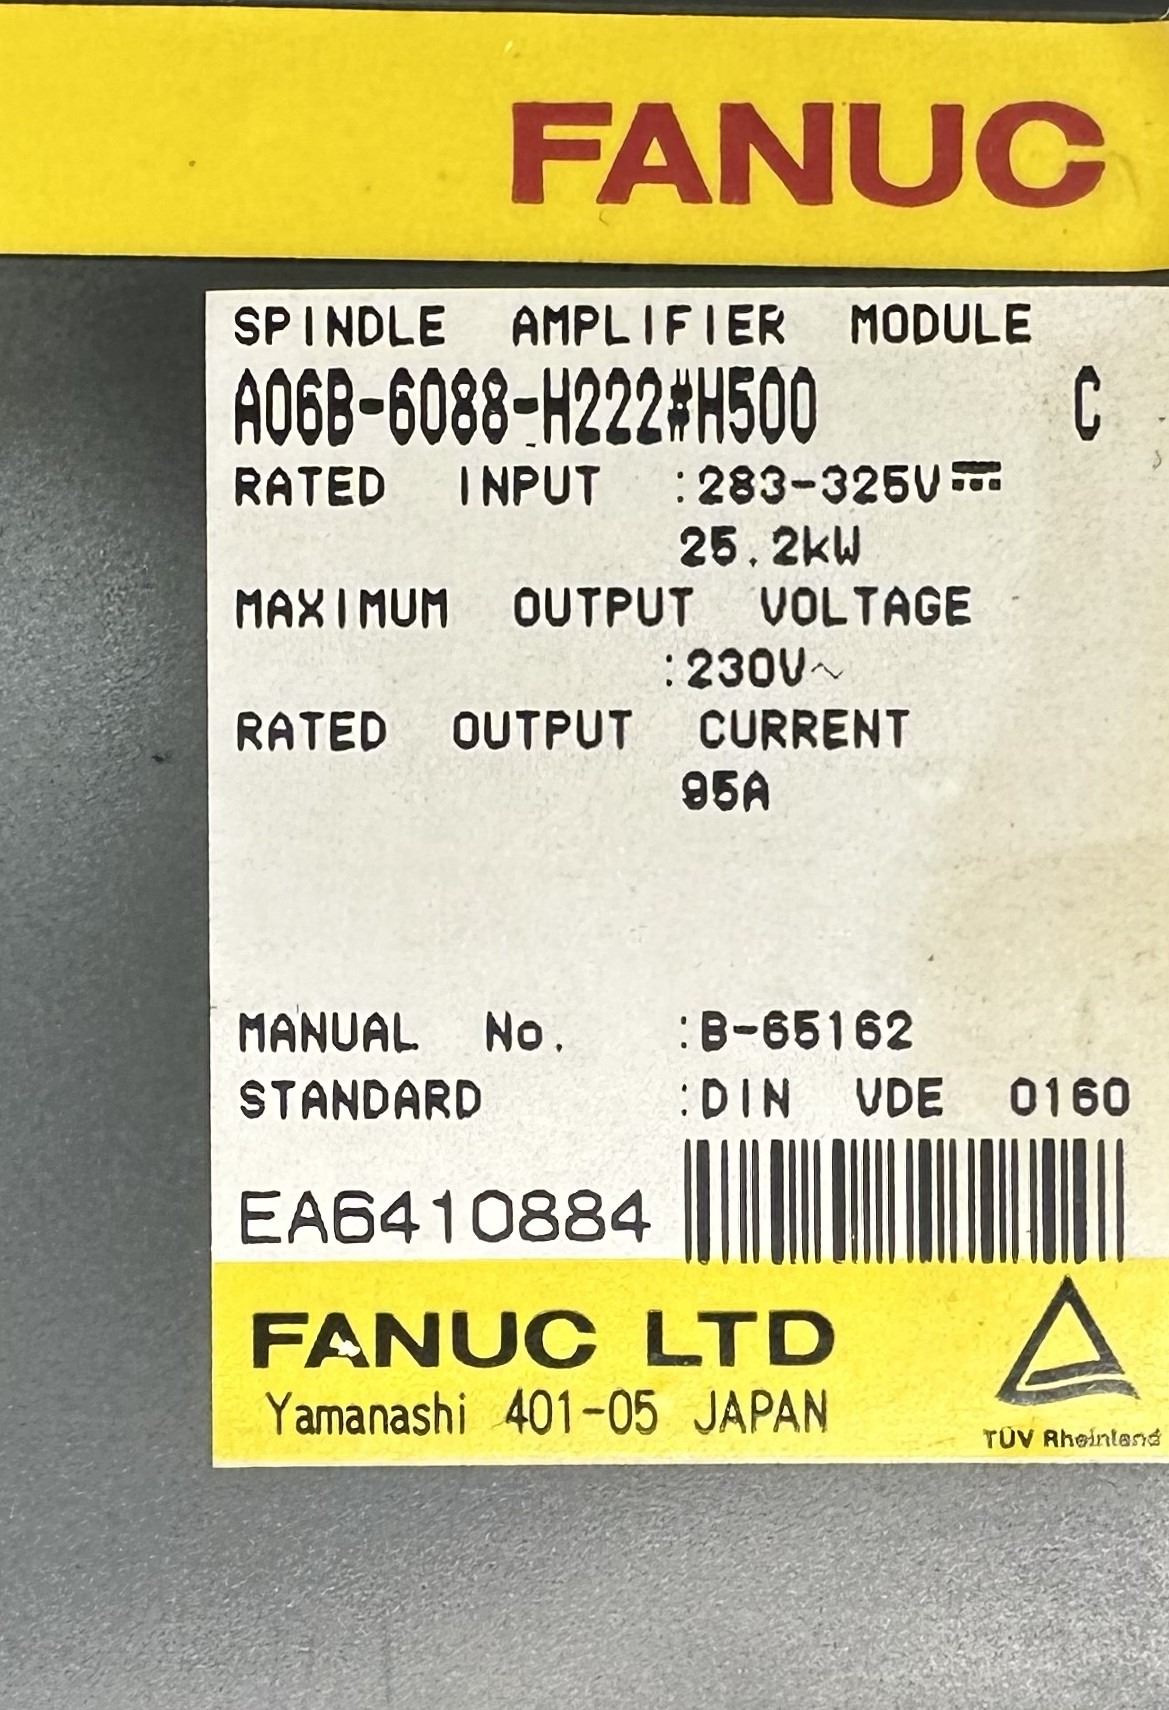 FANUC
SPINDLE AMPLIFIER MODULE
A06B-6088-H222#H500 C
RATED INPUT :283-325V⎓
25.2kW
MAXIMUM OUTPUT VOLTAGE
:230V~
RATED OUTPUT CURRENT
95A
MANUAL No. :B-65162
STANDARD :DIN VDE 0160
EA6410884
FANUC LTD
Yamanashi 401-05 JAPAN
TÜV Rheinland